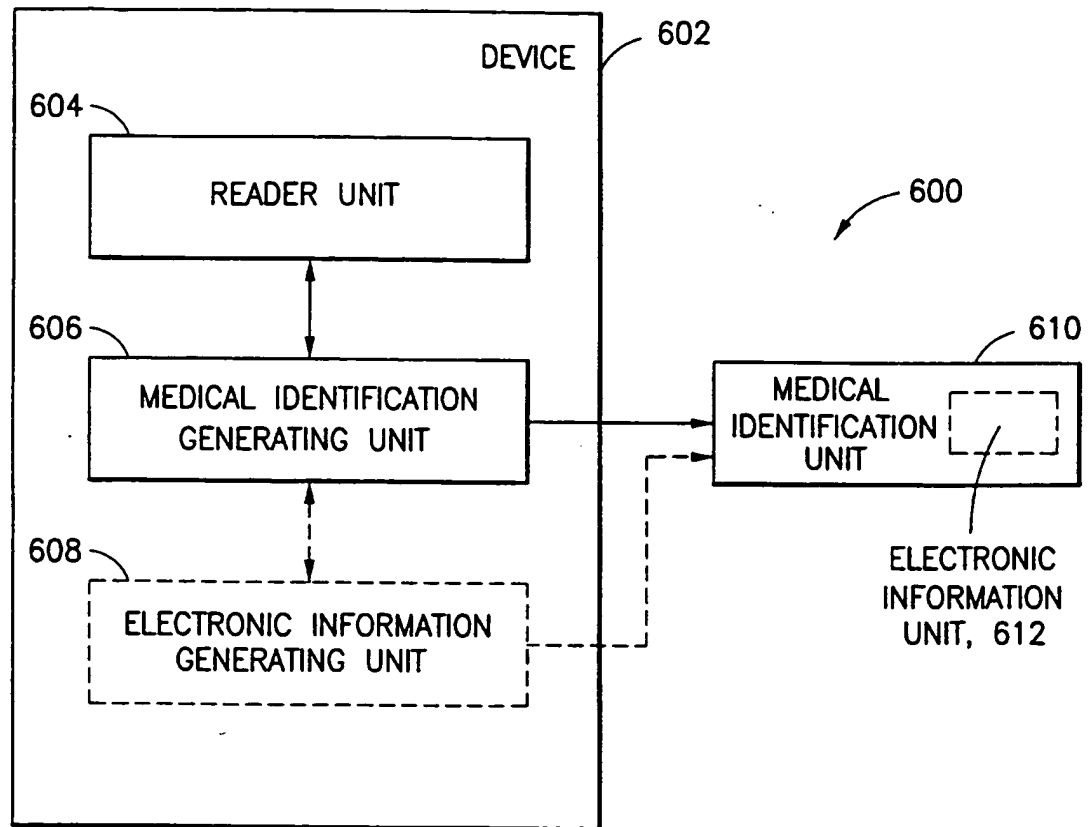 DEVICE
602
604
READER UNIT
600
606
MEDICAL IDENTIFICATION
GENERATING UNIT
610
MEDICAL
IDENTIFICATION
UNIT
608
ELECTRONIC INFORMATION
GENERATING UNIT
ELECTRONIC
INFORMATION
UNIT, 612